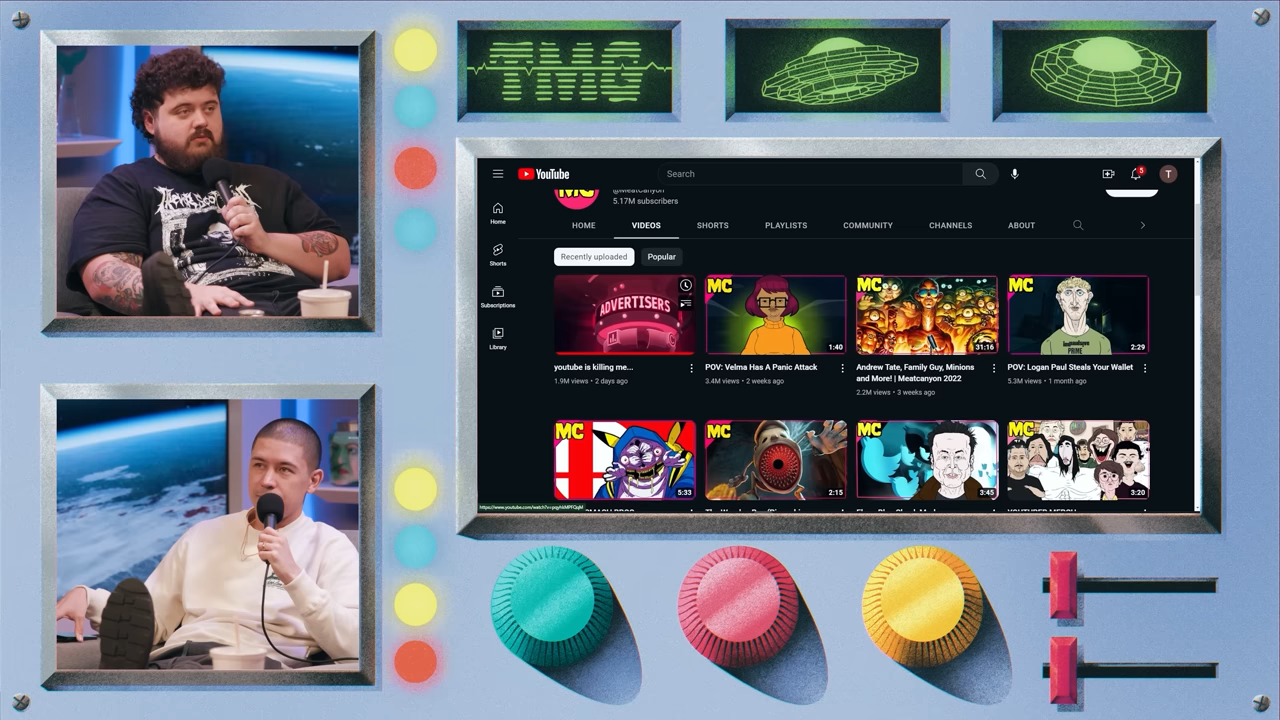 TMG
YouTube
Search
5
T
MC
@MeatCanyon
5.17M subscribers
Home
Shorts
Subscriptions
Library
HOME
VIDEOS
SHORTS
PLAYLISTS
COMMUNITY
CHANNELS
ABOUT
Recently uploaded
Popular
ADVERTISERS
MC
1:40
MC
31:16
MC
PRIME
2:29
youtube is killing me...
1.9M views • 2 days ago
POV: Velma Has A Panic Attack
3.4M views • 2 weeks ago
Andrew Tate, Family Guy, Minions
and More! | Meatcanyon 2022
2.2M views • 3 weeks ago
POV: Logan Paul Steals Your Wallet
5.3M views • 1 month ago
MC
5:33
MC
2:15
MC
3:45
MC
3:20